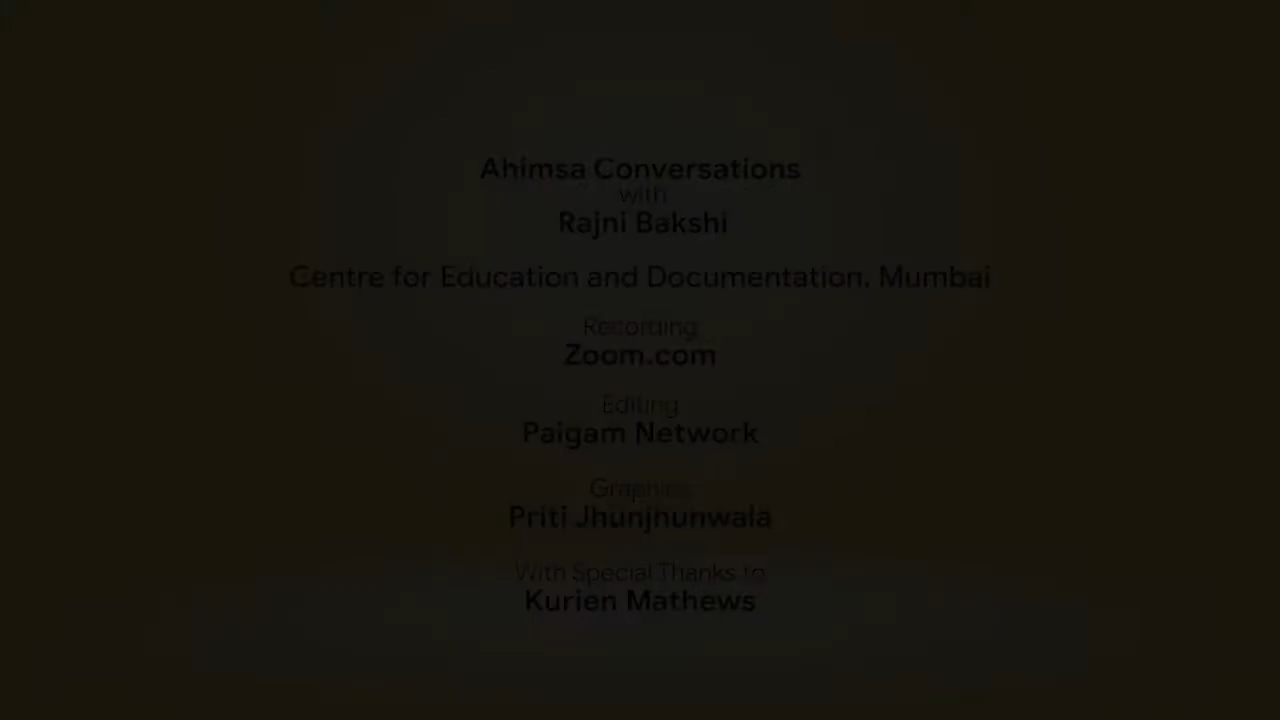 Ahimsa Conversations
with
Rajni Bakshi
Centre for Education and Documentation, Mumbai
Recording
Zoom.com
Editing
Paigam Network
Graphics
Priti Jhunjhunwala
With Special Thanks to
Kurien Mathews